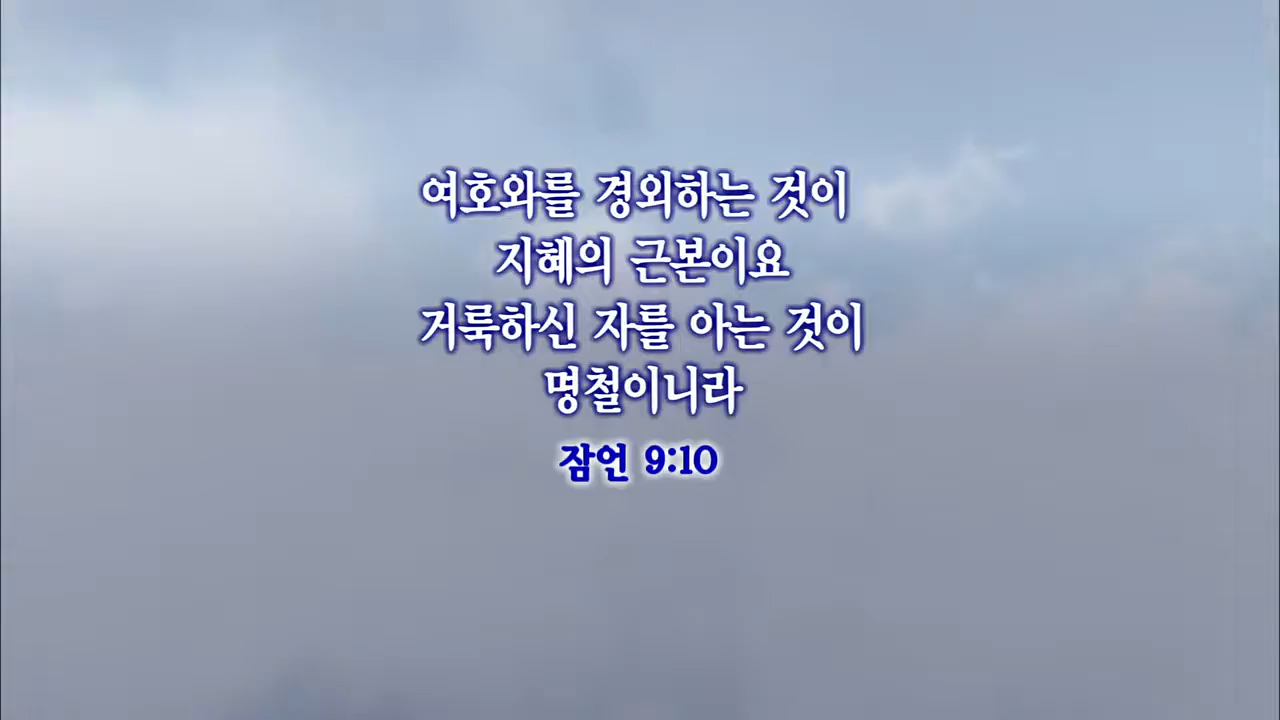 여호와를 경외하는 것이
지혜의 근본이요
거룩하신 자를 아는 것이
명철이니라
잠언 9:10